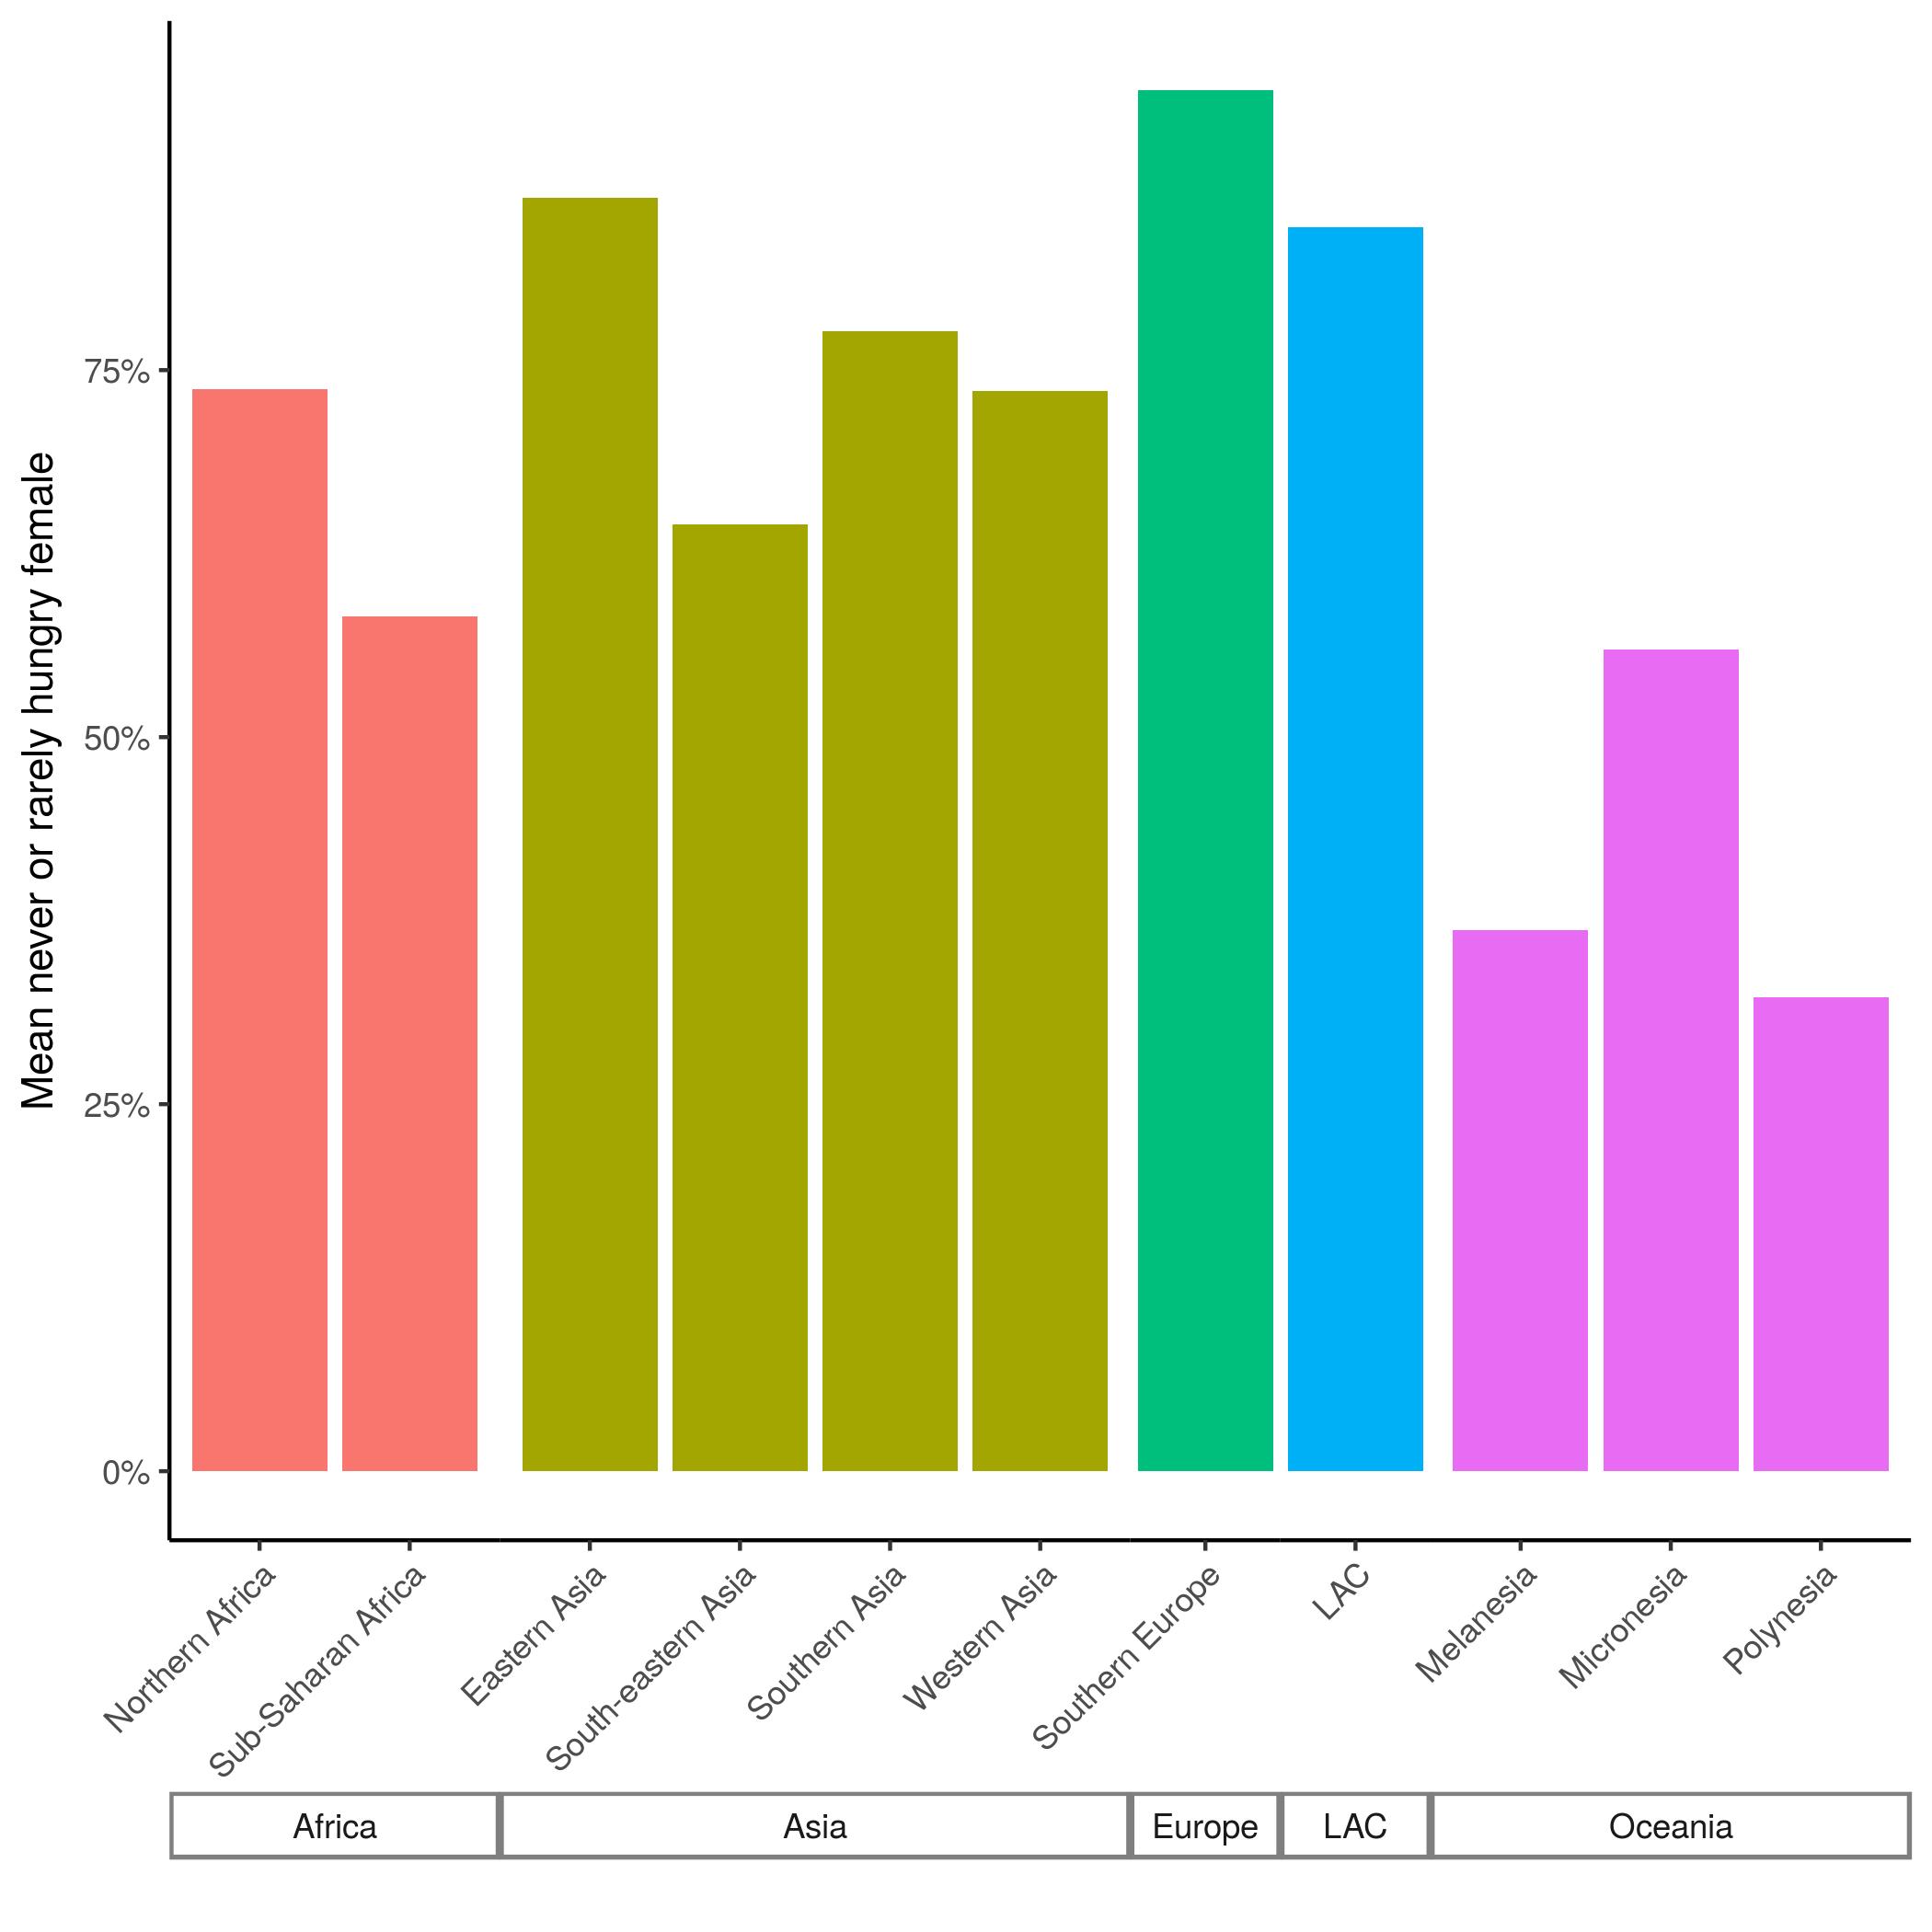 Mean never or rarely hungry female
75%
50%
25%
0%
Northern Africa
Sub-Saharan Africa
Eastern Asia
South-eastern Asia
Southern Asia
Western Asia
Southern Europe
LAC
Melanesia
Micronesia
Polynesia
Africa
Asia
Europe
LAC
Oceania